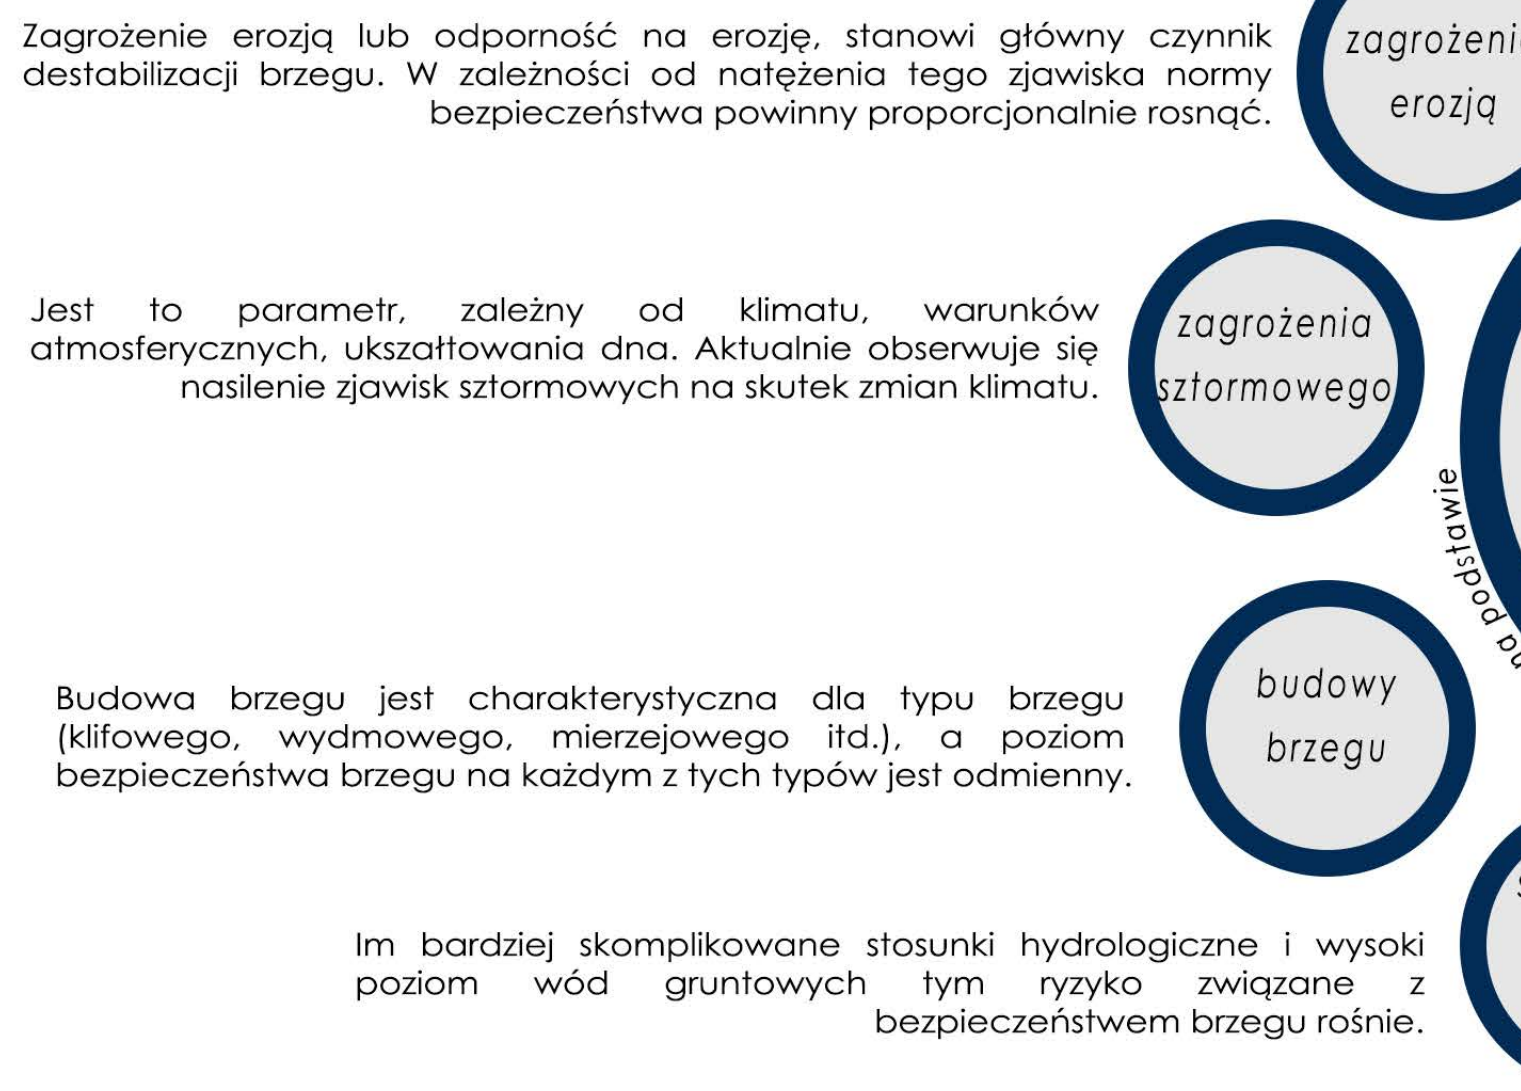 Zagrożenie erozją lub odporność na erozję, stanowi główny czynnik
destabilizacji brzegu. W zależności od natężenia tego zjawiska normy
bezpieczeństwa powinny proporcjonalnie rosnąć.
erozją
Jest to parametr, zależny od klimatu, warunków
atmosferycznych, ukszałtowania dna. Aktualnie obserwuje się
nasilenie zjawisk sztormowych na skutek zmian klimatu.
zagrożenia
sztormowego
na podstawie
Budowa brzegu jest charakterystyczna dla typu brzegu
(klifowego, wydmowego, mierzejowego itd.), a poziom
bezpieczeństwa brzegu na każdym z tych typów jest odmienny.
budowy
brzegu
Im bardziej skomplikowane stosunki hydrologiczne i wysoki
poziom wód gruntowych tym ryzyko związane z
bezpieczeństwem brzegu rośnie.